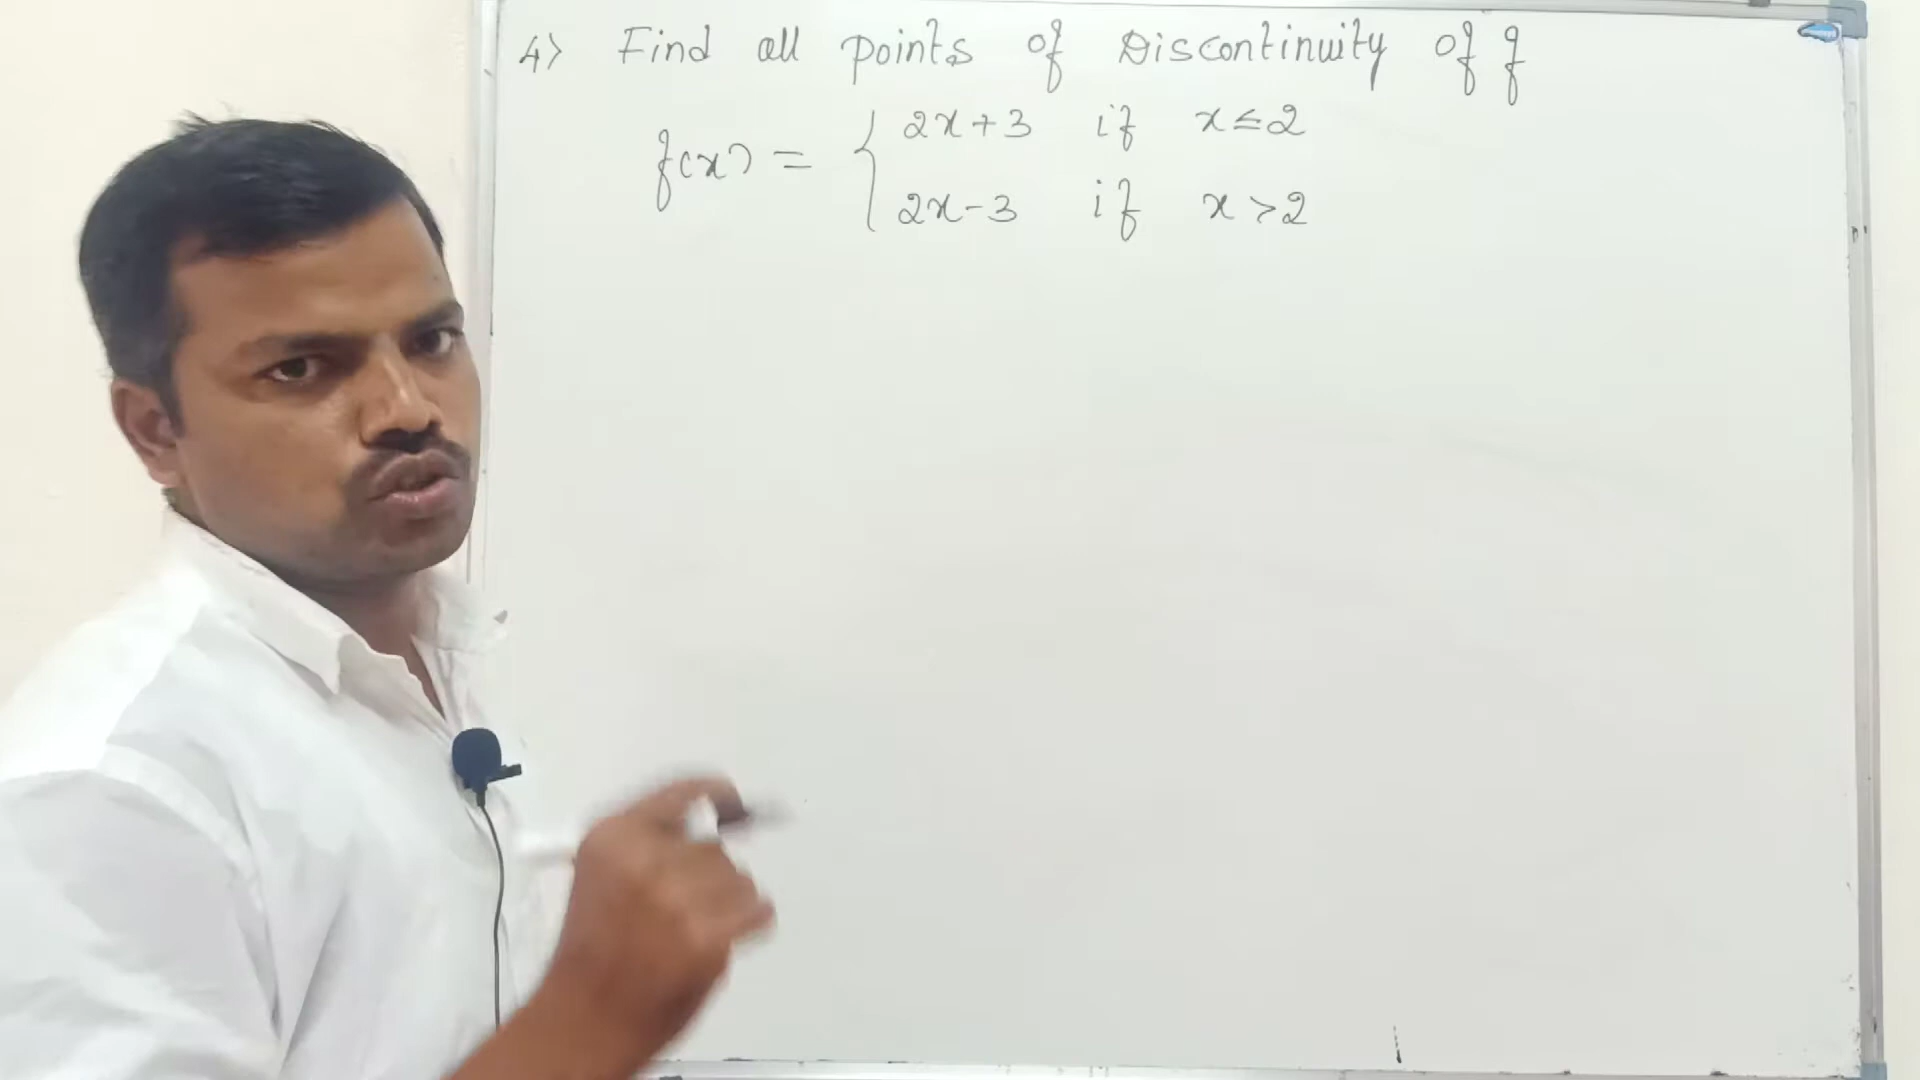 4) Find all points of Discontinuity of f
f(x) = { 2x+3 if x≤2
2x-3 if x>2